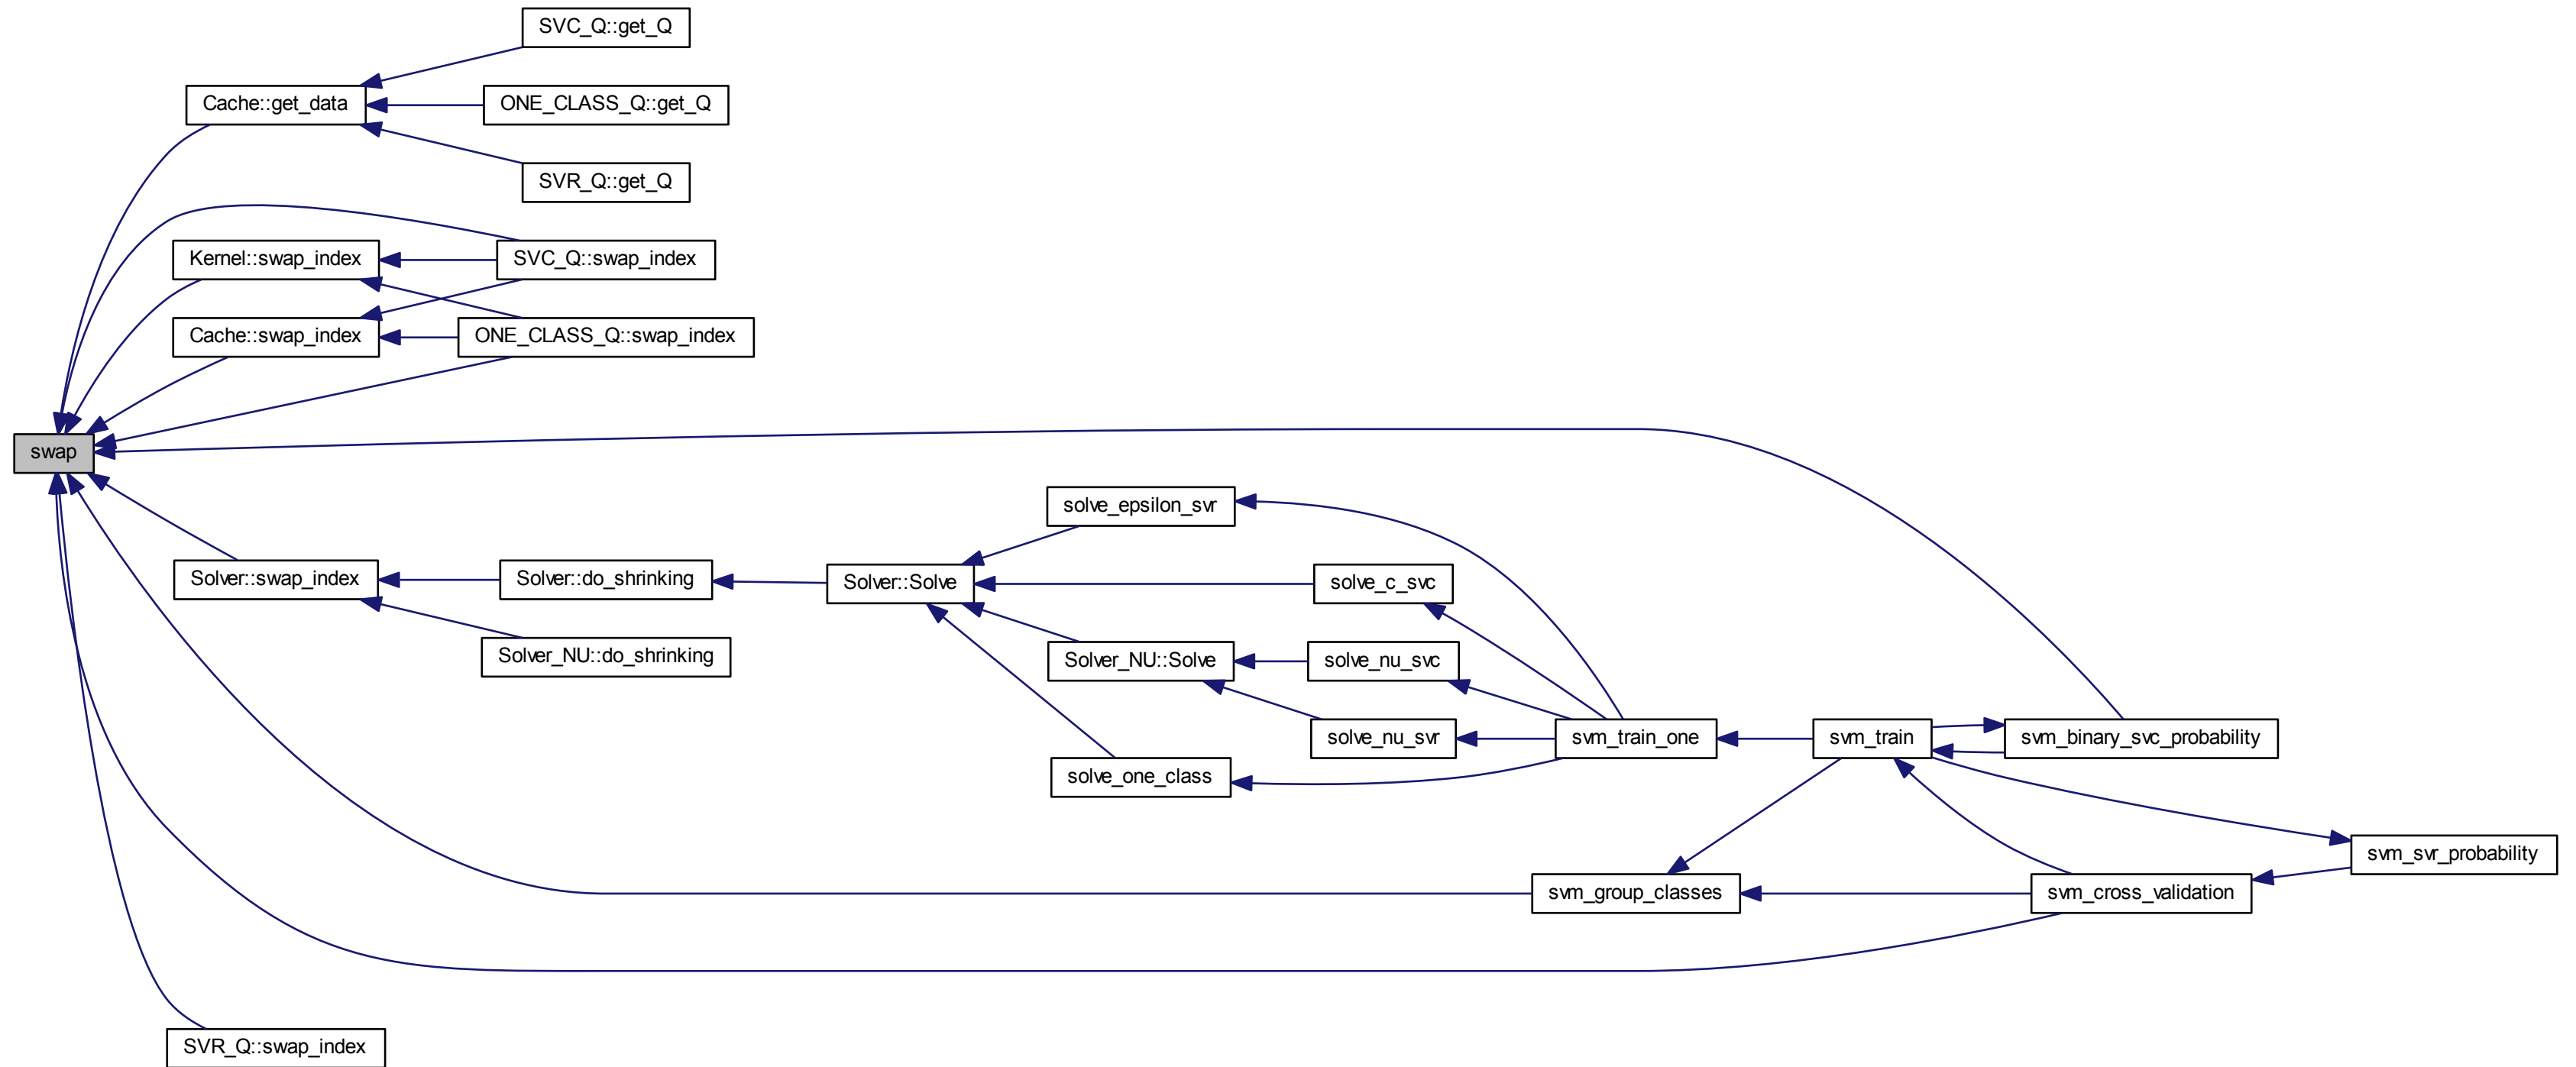 SVC_Q::get_Q
Cache::get_data
ONE_CLASS_Q::get_Q
SVR_Q::get_Q
Kernel::swap_index
SVC_Q::swap_index
Cache::swap_index
ONE_CLASS_Q::swap_index
swap
solve_epsilon_svr
Solver::swap_index
Solver::do_shrinking
Solver::Solve
solve_c_svc
Solver_NU::do_shrinking
Solver_NU::Solve
solve_nu_svc
solve_nu_svr
svm_train_one
svm_train
svm_binary_svc_probability
solve_one_class
svm_svr_probability
svm_group_classes
svm_cross_validation
SVR_Q::swap_index